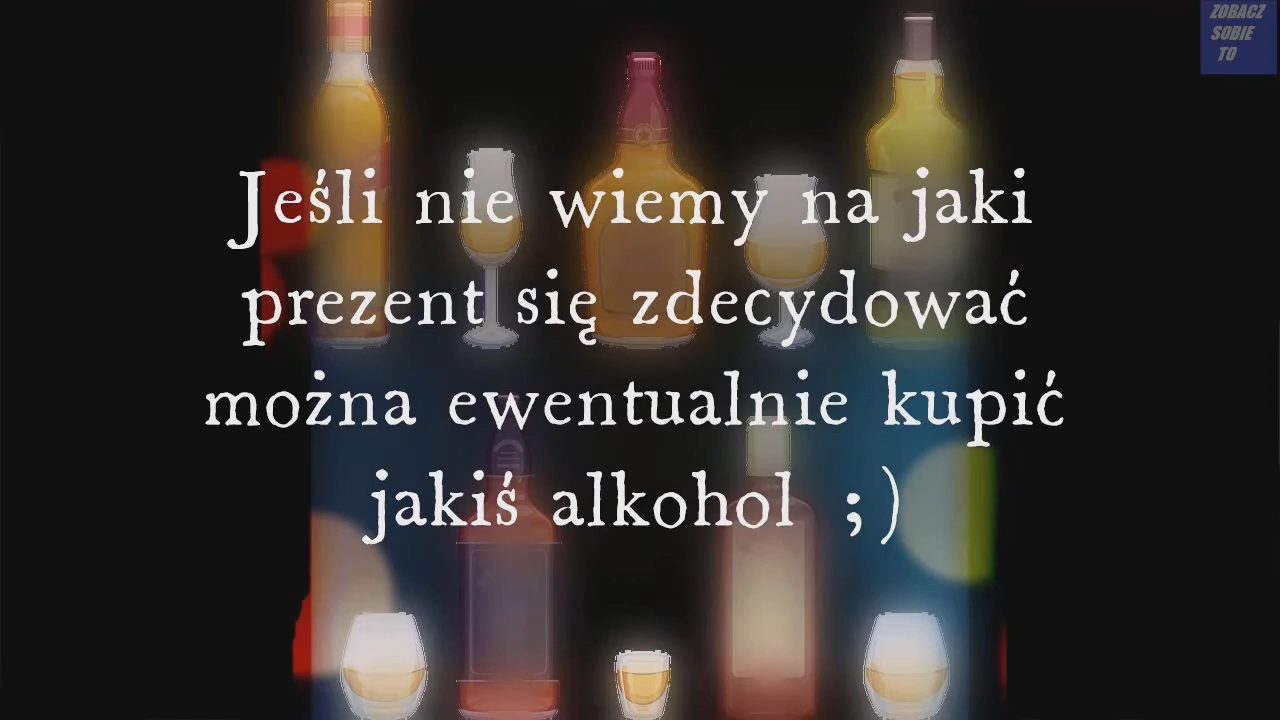 ZOBACZ
SOBIE
TO
Jeśli nie wiemy na jaki
prezent się zdecydować
można ewentualnie kupić
jakiś alkohol ;)